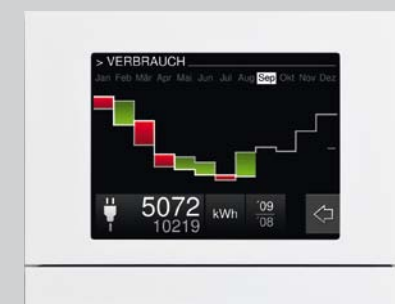 > VERBRAUCH
Jan Feb Mär Apr Mai Jun Jul Aug Sep Okt Nov Dez
5072 kWh '09
10219 '08